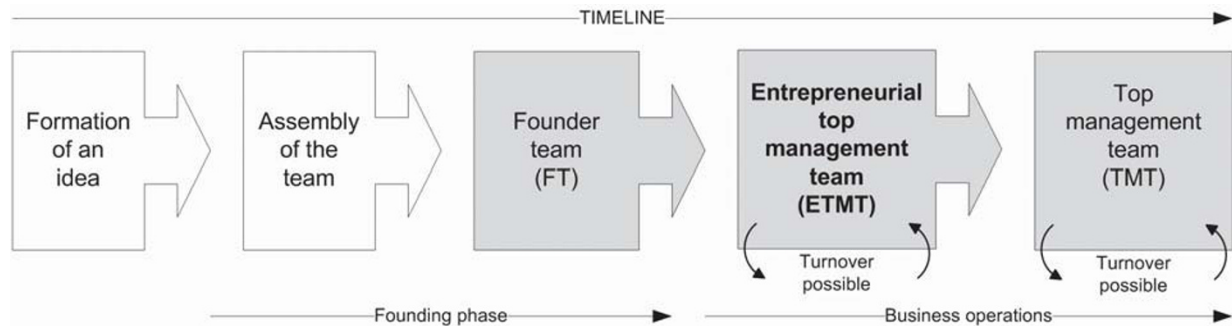 TIMELINE
Formation
of an
idea
Assembly
of the
team
Founder
team
(FT)
Entrepreneurial
top
management
team
(ETMT)
Top
management
team
(TMT)
Turnover
possible
Turnover
possible
Founding phase
Business operations